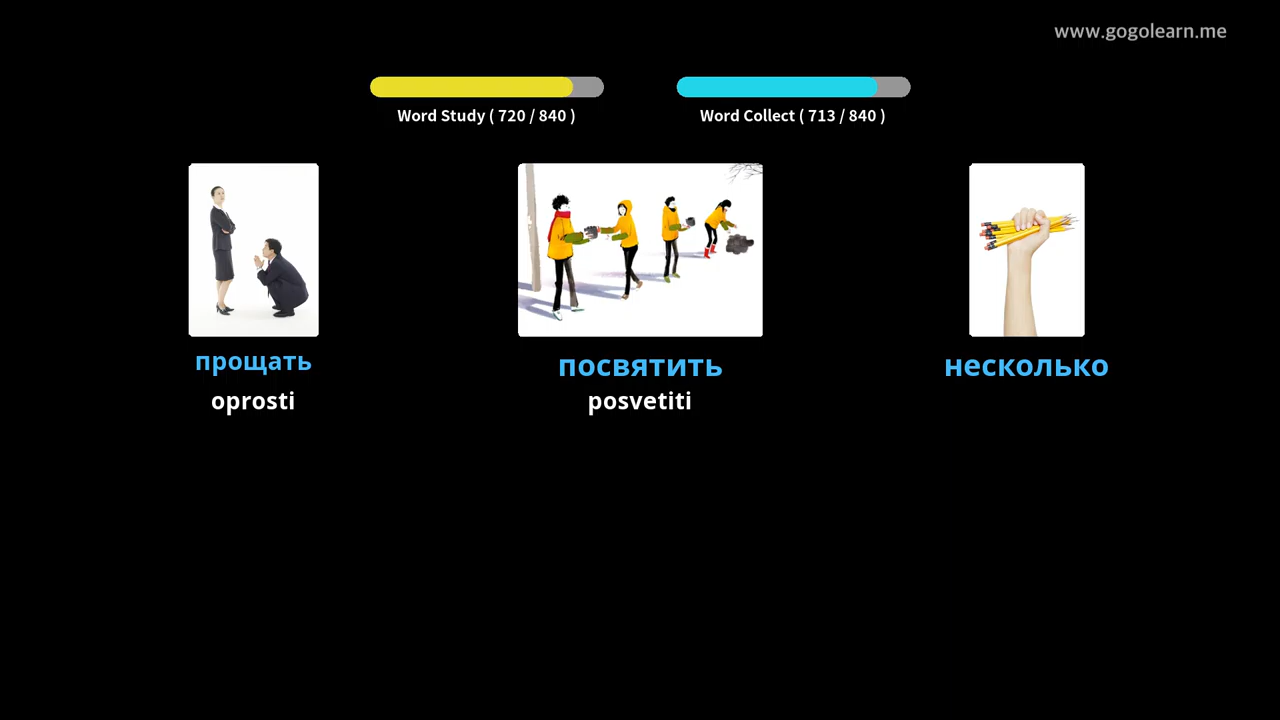 www.gogolearn.me
Word Study ( 720 / 840 )
Word Collect ( 713 / 840 )
прощать
oprosti
посвятить
posvetiti
несколько